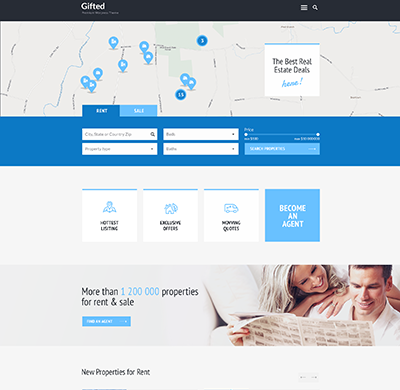 Gifted
3
The Best Real
Estate Deals
here!
15
RENT
SALE
City, State or Country Zip
Beds
Price
Property type
Baths
SEARCH PROPERTIES
HOTTEST
LISTING
EXCLUSIVE
OFFERS
MOVING
QUOTES
BECOME
AN
AGENT
More than 1 200 000 properties
for rent & sale
FIND AN AGENT
New Properties for Rent